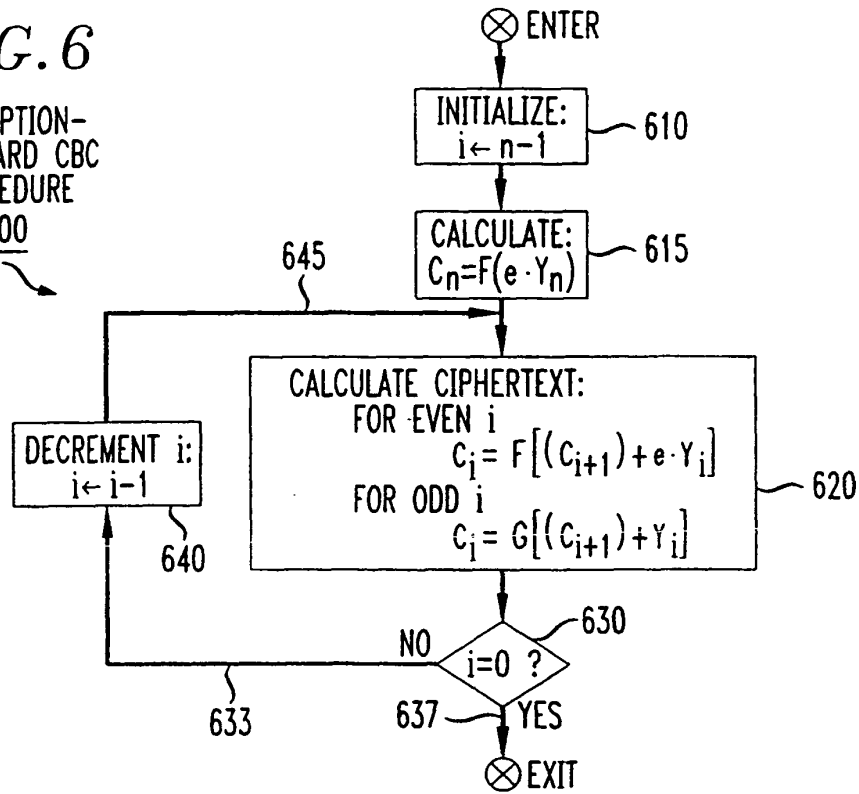 G. 6
PTION-
ARD CBC
EDURE
00
ENTER
INITIALIZE:
i ← n-1
610
CALCULATE:
Cn=F(e·Yn)
615
645
CALCULATE CIPHERTEXT:
FOR EVEN i
Ci = F[(Ci+1)+e·Yi]
FOR ODD i
Ci = G[(Ci+1)+Yi]
620
DECREMENT i:
i ← i-1
640
630
NO
i=0 ?
633
637
YES
EXIT